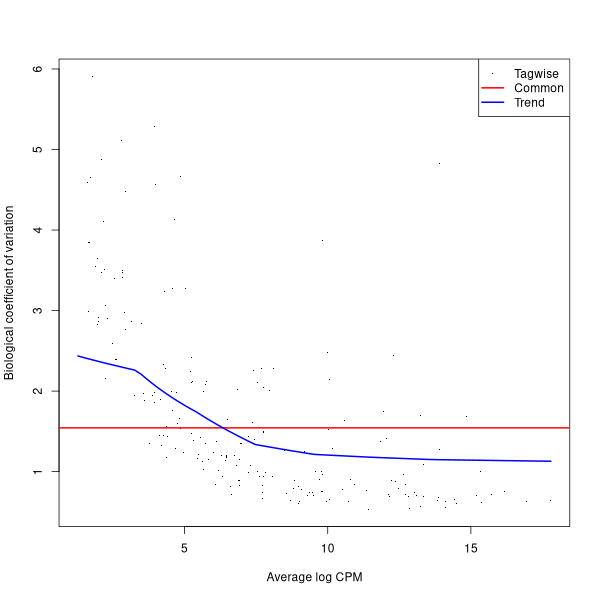 Tagwise
Common
Trend
Biological coefficient of variation
6
5
4
3
2
1
5 10 15
Average log CPM